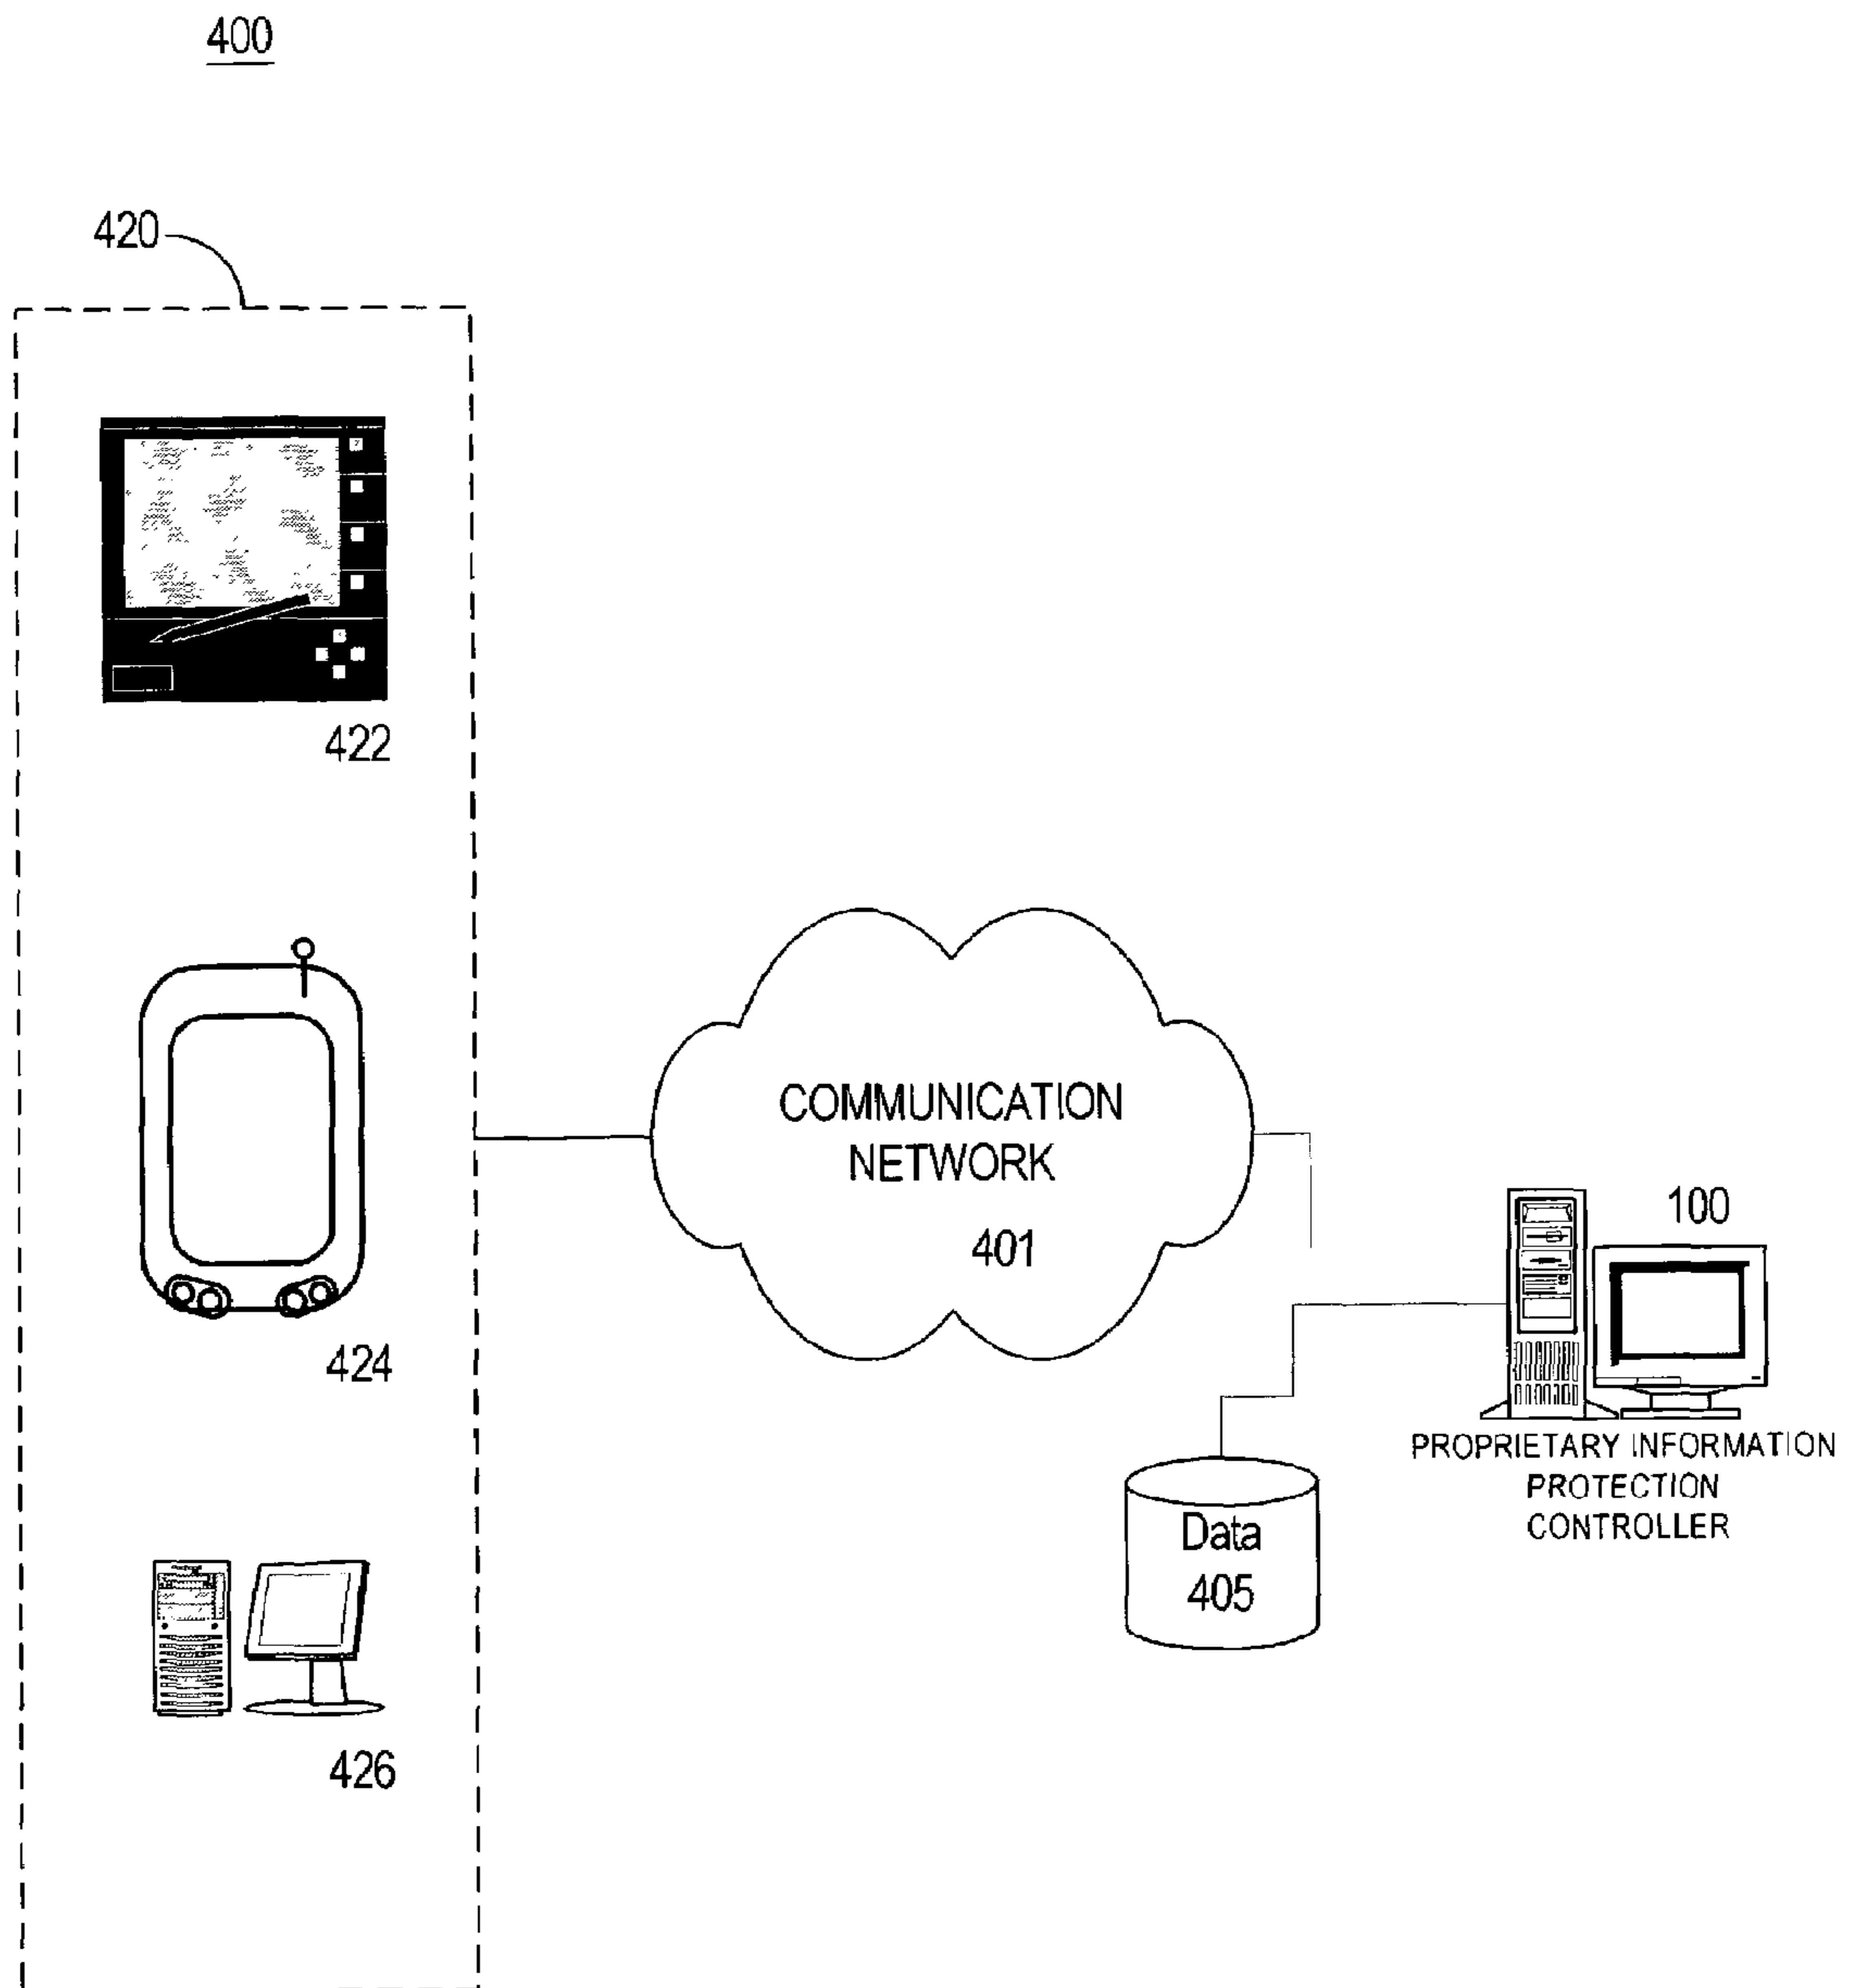 400
420
422
424
426
COMMUNICATION
NETWORK
401
100
PROPRIETARY INFORMATION
PROTECTION
CONTROLLER
Data
405